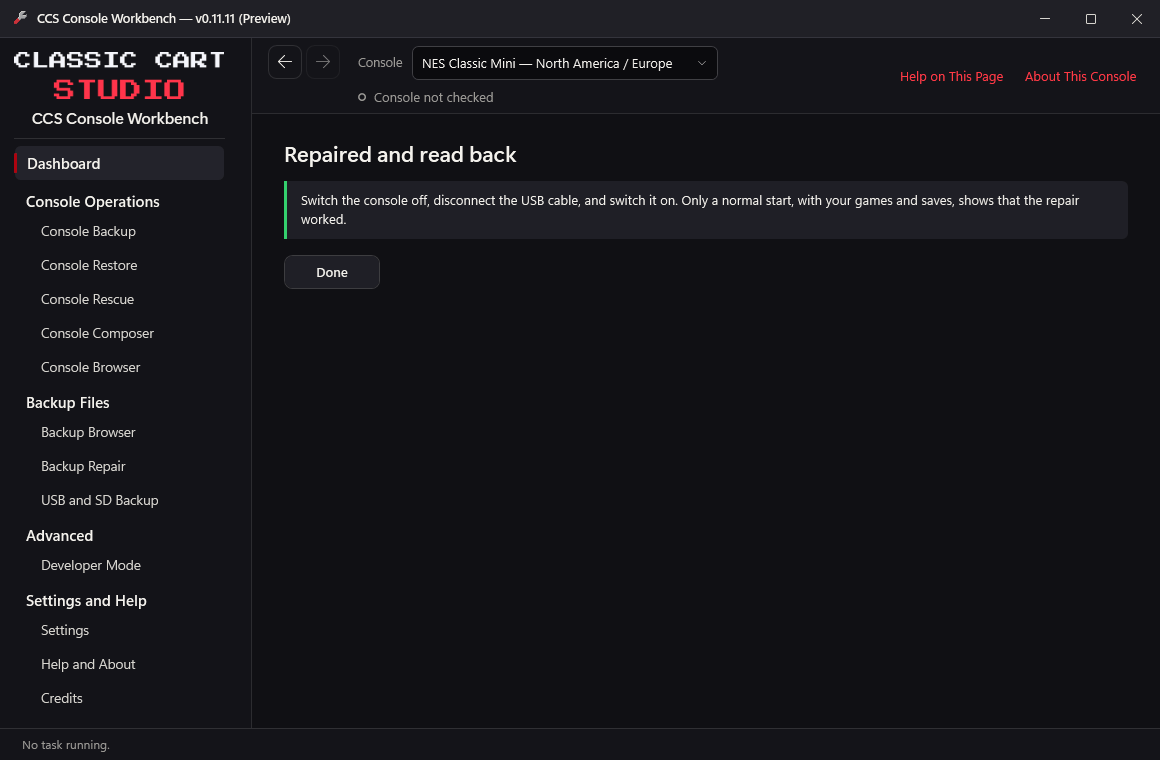 CCS Console Workbench — v0.11.11 (Preview)
CLASSIC CART
STUDIO
CCS Console Workbench
Dashboard
Console Operations
Console Backup
Console Restore
Console Rescue
Console Composer
Console Browser
Backup Files
Backup Browser
Backup Repair
USB and SD Backup
Advanced
Developer Mode
Settings and Help
Settings
Help and About
Credits
Console
NES Classic Mini — North America / Europe
Console not checked
Help on This Page
About This Console
Repaired and read back
Switch the console off, disconnect the USB cable, and switch it on. Only a normal start, with your games and saves, shows that the repair
worked.
Done
No task running.